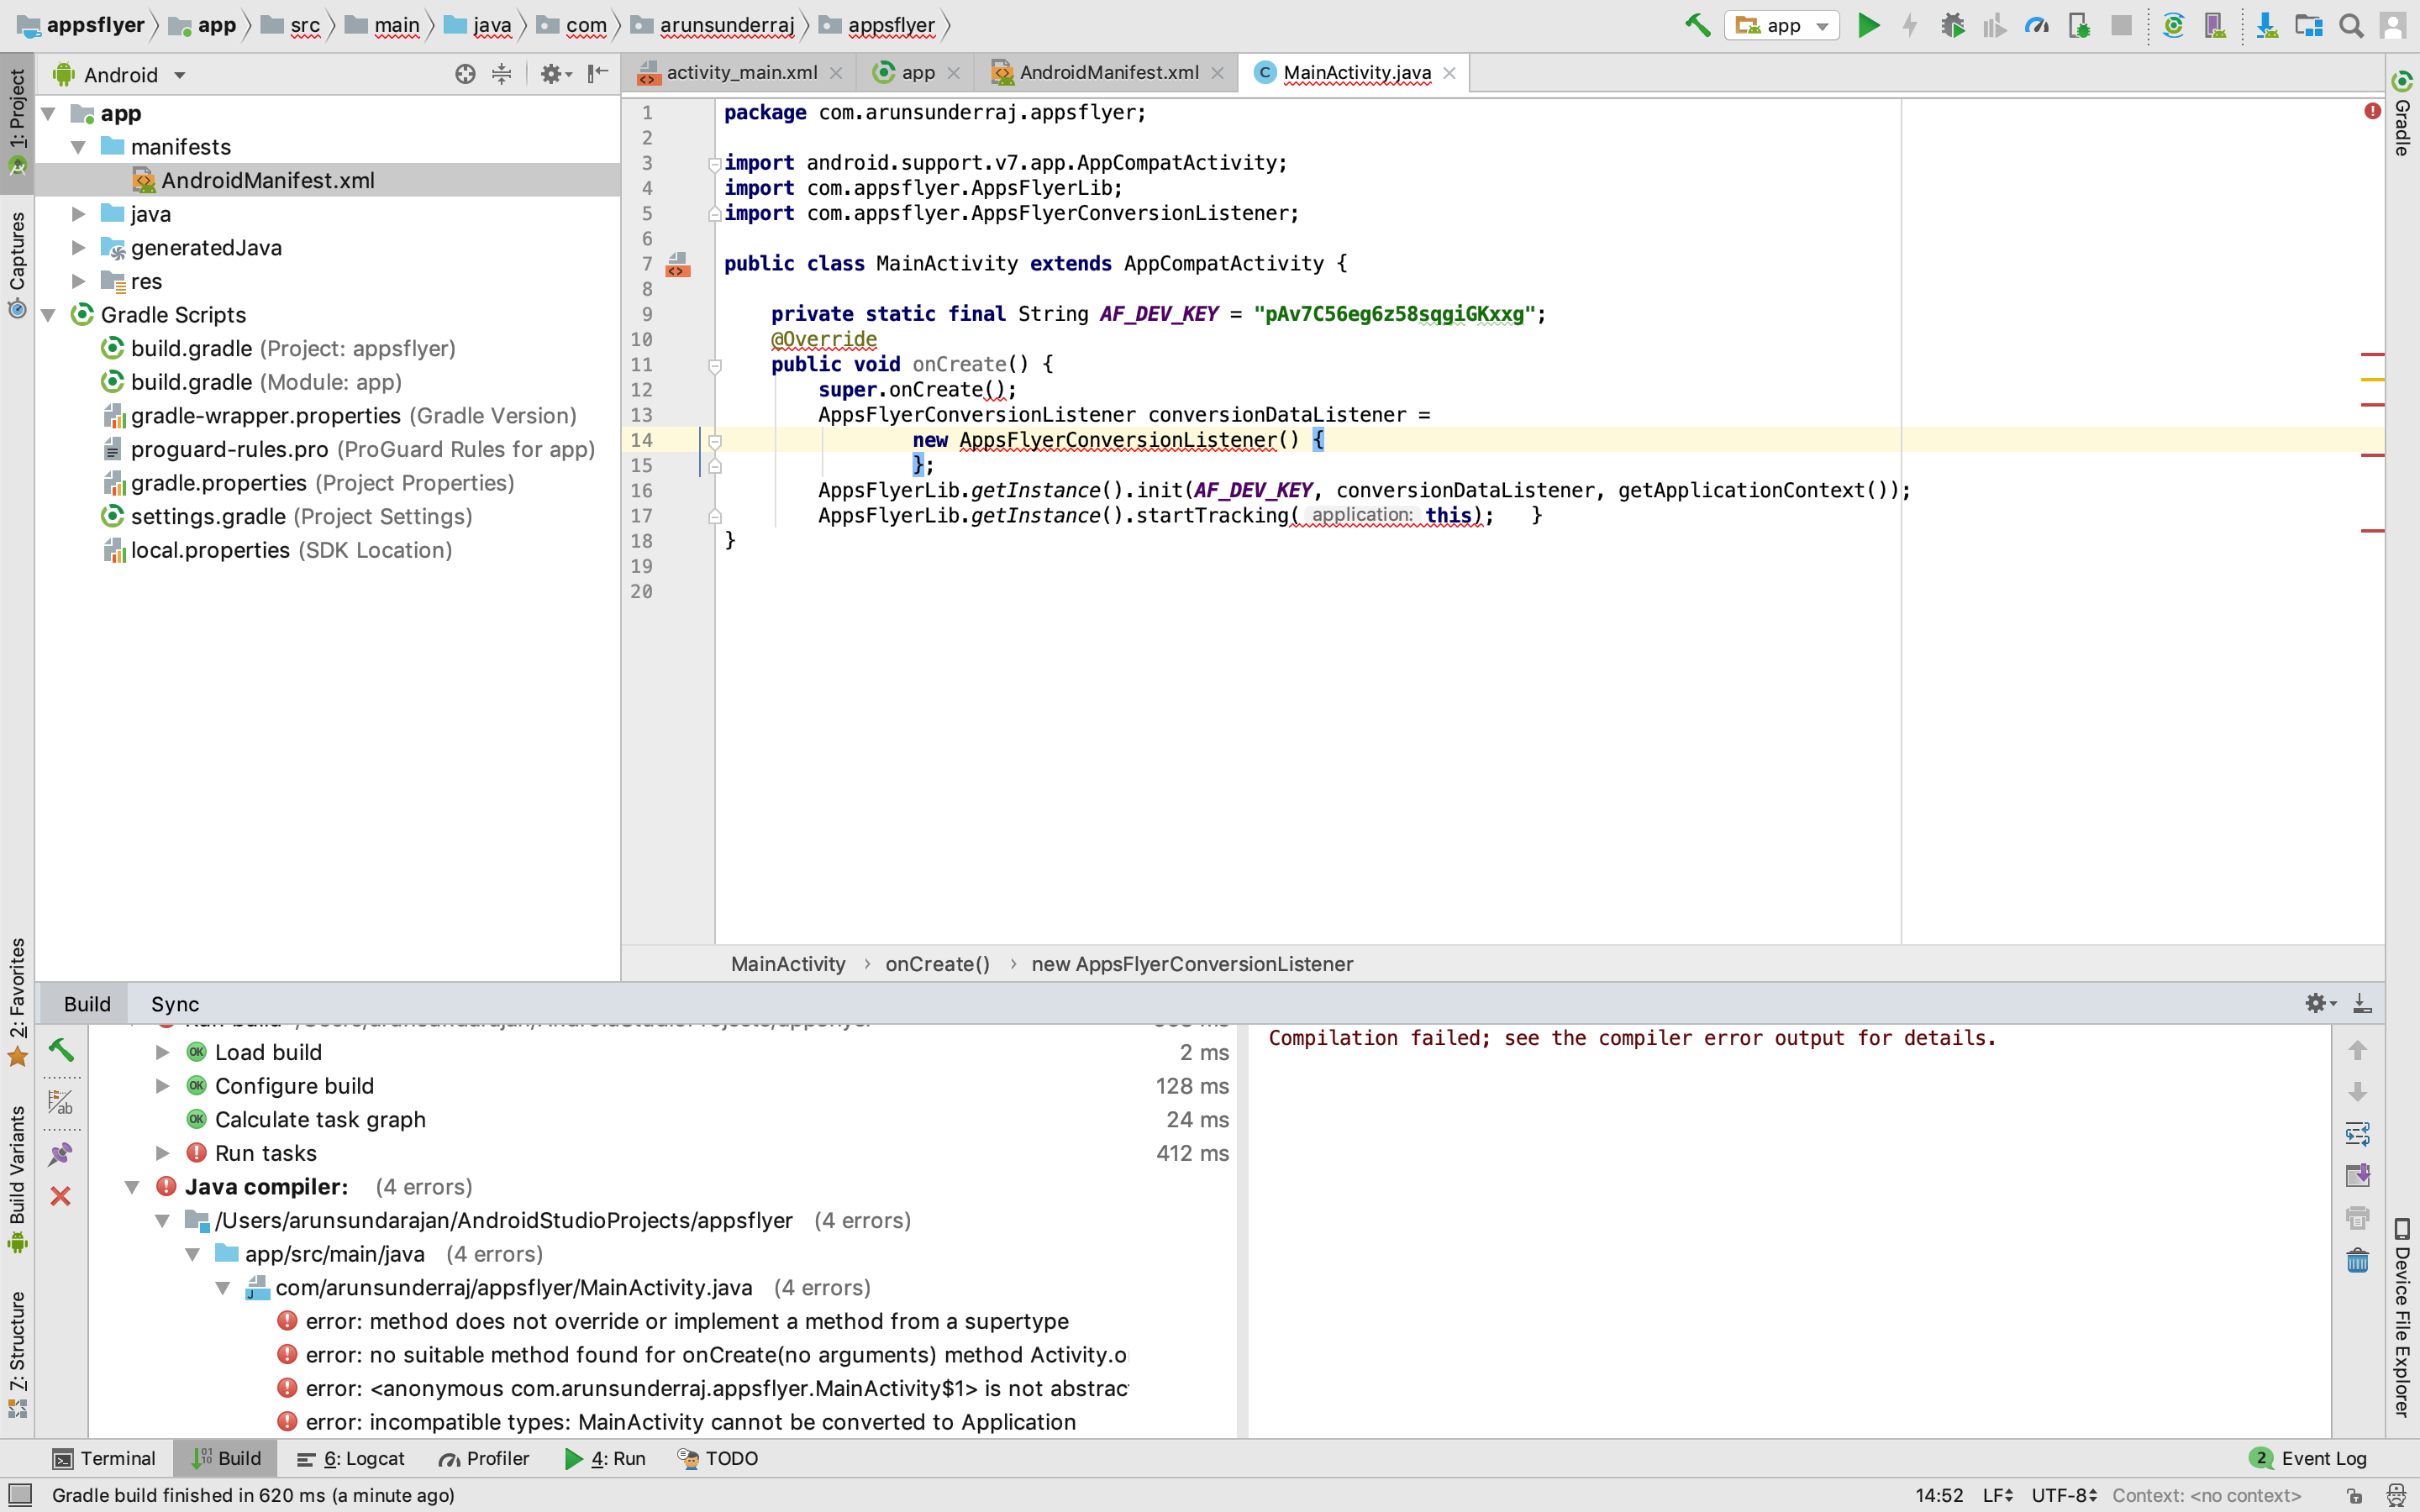 appsflyer app src main java com arunsunderraj appsflyer app
1: Project
Captures
2: Favorites
Build Variants
7: Structure
Android
app
manifests
AndroidManifest.xml
java
generatedJava
res
Gradle Scripts
build.gradle (Project: appsflyer)
build.gradle (Module: app)
gradle-wrapper.properties (Gradle Version)
proguard-rules.pro (ProGuard Rules for app)
gradle.properties (Project Properties)
settings.gradle (Project Settings)
local.properties (SDK Location)
activity_main.xml app AndroidManifest.xml MainActivity.java
1 package com.arunsunderraj.appsflyer;
2
3 import android.support.v7.app.AppCompatActivity;
4 import com.appsflyer.AppsFlyerLib;
5 import com.appsflyer.AppsFlyerConversionListener;
6
7 public class MainActivity extends AppCompatActivity {
8
9 private static final String AF_DEV_KEY = "pAv7C56eg6z58sqgiGKxxg";
10 @Override
11 public void onCreate() {
12 super.onCreate();
13 AppsFlyerConversionListener conversionDataListener =
14 new AppsFlyerConversionListener() {
15 };
16 AppsFlyerLib.getInstance().init(AF_DEV_KEY, conversionDataListener, getApplicationContext());
17 AppsFlyerLib.getInstance().startTracking( application: this); }
18 }
19
20
MainActivity › onCreate() › new AppsFlyerConversionListener
Gradle
Device File Explorer
Build Sync
Load build 2 ms
Configure build 128 ms
Calculate task graph 24 ms
Run tasks 412 ms
Java compiler: (4 errors)
/Users/arunsundarajan/AndroidStudioProjects/appsflyer (4 errors)
app/src/main/java (4 errors)
com/arunsunderraj/appsflyer/MainActivity.java (4 errors)
error: method does not override or implement a method from a supertype
error: no suitable method found for onCreate(no arguments) method Activity.o
error: <anonymous com.arunsunderraj.appsflyer.MainActivity$1> is not abstrac
error: incompatible types: MainActivity cannot be converted to Application
Compilation failed; see the compiler error output for details.
Terminal Build 6: Logcat Profiler 4: Run TODO 2 Event Log
Gradle build finished in 620 ms (a minute ago) 14:52 LF UTF-8 Context: <no context>